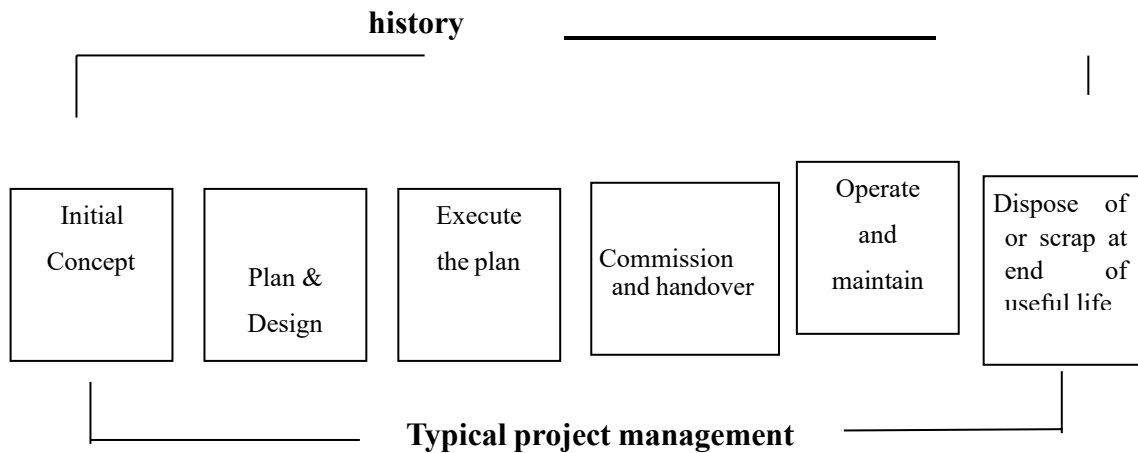 history
Initial
Concept
Plan &
Design
Execute
the plan
Commission
and handover
Operate
and
maintain
Dispose of
or scrap at
end of
useful life
Typical project management